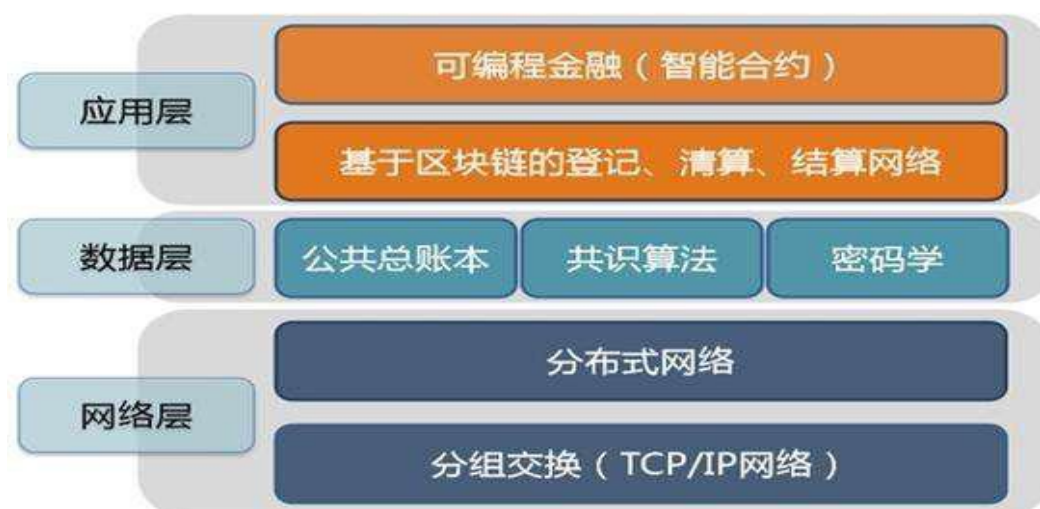 可编程金融（智能合约）
应用层
基于区块链的登记、清算、结算网络
数据层
公共总账本
共识算法
密码学
分布式网络
网络层
分组交换（TCP/IP网络）